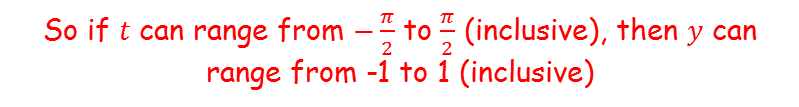 So if 𝑡 can range from −𝜋/2 to 𝜋/2 (inclusive), then 𝑦 can
range from -1 to 1 (inclusive)